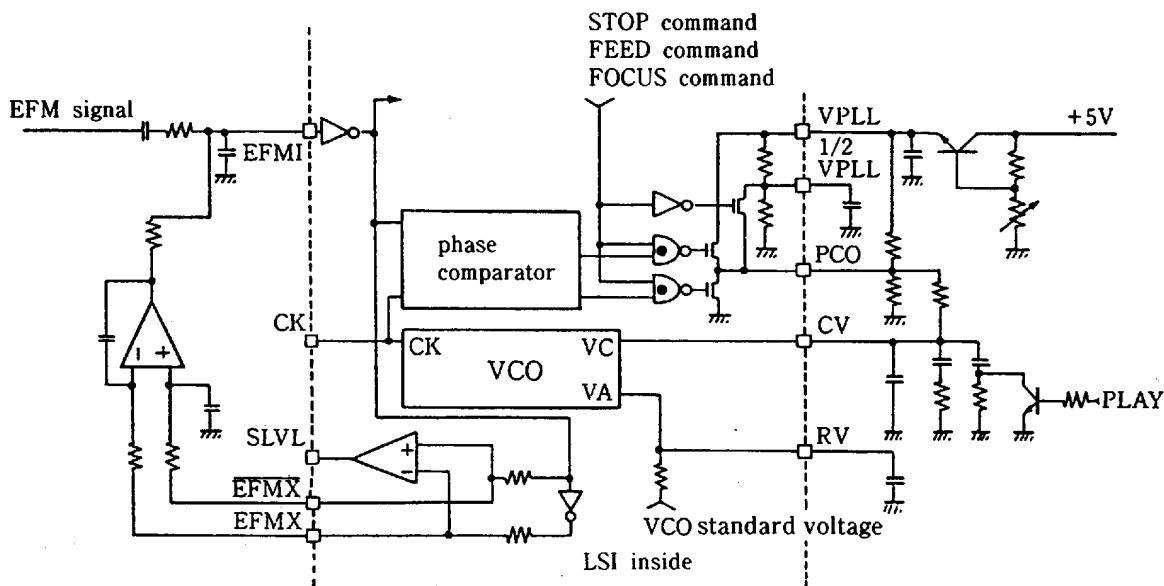 STOP command
FEED command
FOCUS command
EFM signal
EFMI
VPLL
+5V
1/2
VPLL
phase
comparator
PCO
CK
CK
VC
CV
VCO
VA
PLAY
SLVL
RV
EFMX
EFMX
VCO standard voltage
LSI inside